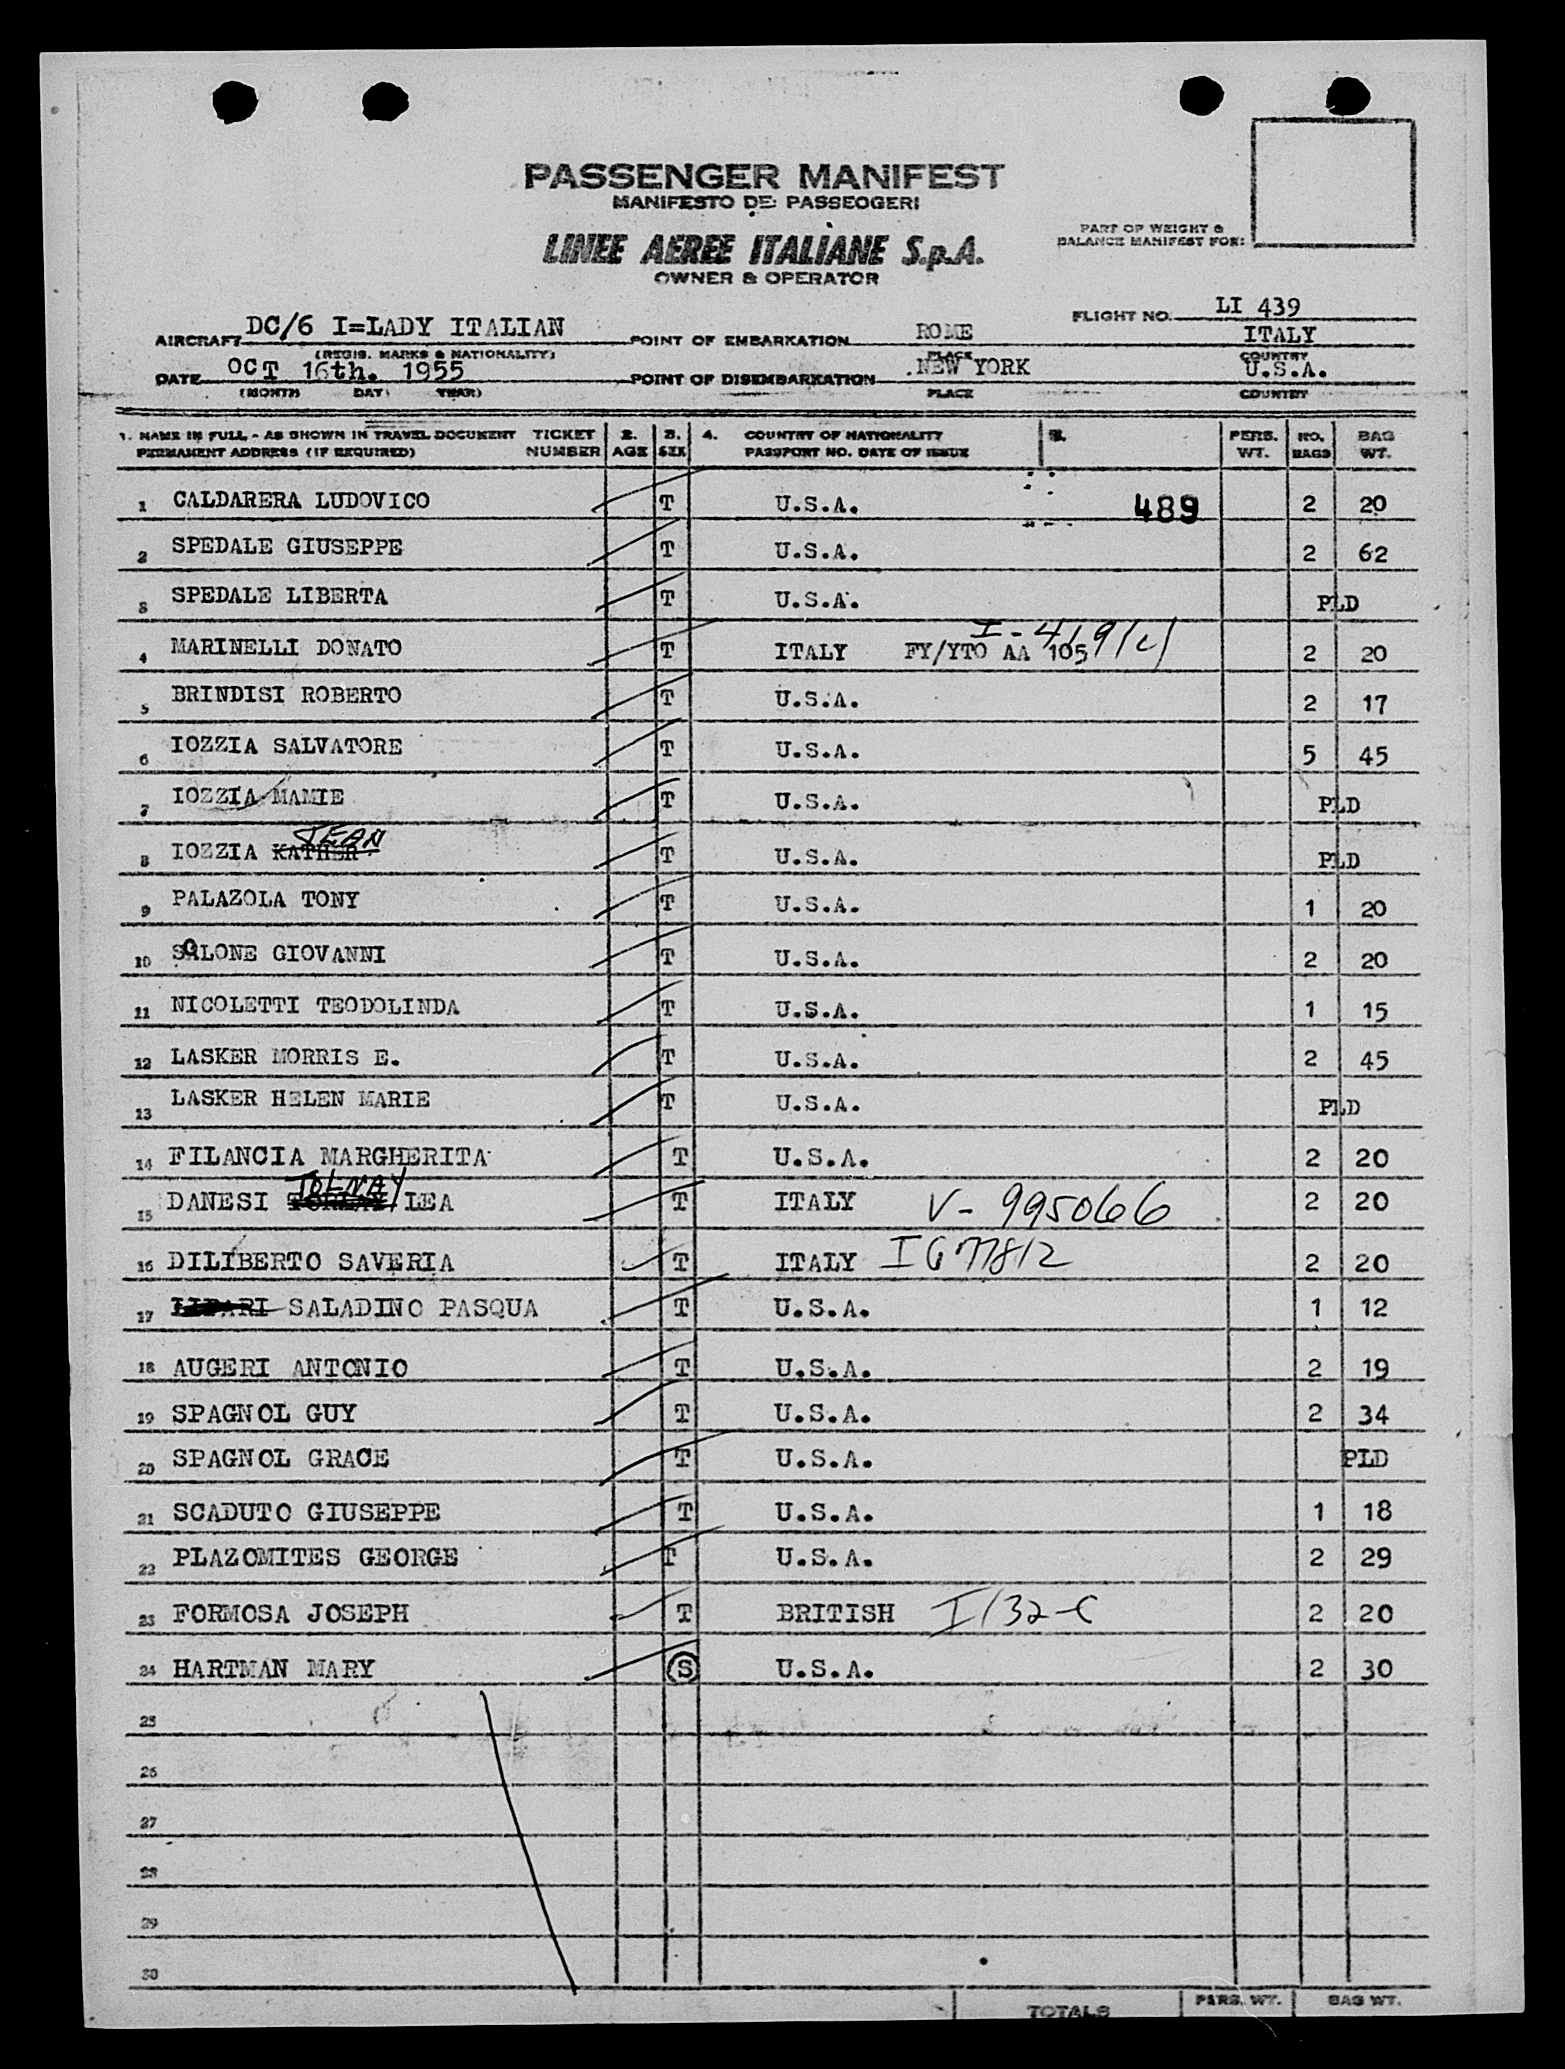 PASSENGER MANIFEST
MANIFESTO DEI PASSEOGERI
LINEE AEREE ITALIANE S.p.A.
OWNER & OPERATOR
PART OF WEIGHT &
BALANCE MANIFEST FOR:
FLIGHT NO. LI 439
AIRCRAFT DC/6 I=LADY ITALIAN POINT OF EMBARKATION ROME ITALY
(REGIS. MARKS & NATIONALITY) PLACE COUNTRY
DATE OCT 16th. 1955 POINT OF DISEMBARKATION NEW YORK U.S.A.
(MONTH DAY YEAR) PLACE COUNTRY
1. NAME IN FULL - AS SHOWN IN TRAVEL DOCUMENT TICKET 2. 3. 4. COUNTRY OF NATIONALITY 5. PERS. NO. BAG
PERMANENT ADDRESS (IF REQUIRED) NUMBER AGE SEX PASSPORT NO. DATE OF ISSUE WT. BAGS WT.
1 CALDARERA LUDOVICO T U.S.A. 489 2 20
2 SPEDALE GIUSEPPE T U.S.A. 2 62
3 SPEDALE LIBERTA T U.S.A. PLD
4 MARINELLI DONATO T ITALY FY/YTO AA 105 I-419(c) 2 20
5 BRINDISI ROBERTO T U.S.A. 2 17
6 IOZZIA SALVATORE T U.S.A. 5 45
7 IOZZIA MAMIE T U.S.A. PLD
8 IOZZIA KATHER JEAN T U.S.A. PLD
9 PALAZOLA TONY T U.S.A. 1 20
10 SOLONE GIOVANNI T U.S.A. 2 20
11 NICOLETTI TEODOLINDA T U.S.A. 1 15
12 LASKER MORRIS E. T U.S.A. 2 45
13 LASKER HELEN MARIE T U.S.A. PLD
14 FILANCIA MARGHERITA T U.S.A. 2 20
15 DANESI TOLNAY LEA T ITALY V-995066 2 20
16 DILIBERTO SAVERIA T ITALY I 677812 2 20
17 LIPARI SALADINO PASQUA T U.S.A. 1 12
18 AUGERI ANTONIO T U.S.A. 2 19
19 SPAGNOL GUY T U.S.A. 2 34
20 SPAGNOL GRACE T U.S.A. PLD
21 SCADUTO GIUSEPPE T U.S.A. 1 18
22 PLAZOMITES GEORGE T U.S.A. 2 29
23 FORMOSA JOSEPH T BRITISH I 132-C 2 20
24 HARTMAN MARY S U.S.A. 2 30
25
26
27
28
29
30
TOTALS PERS. WT. BAG WT.